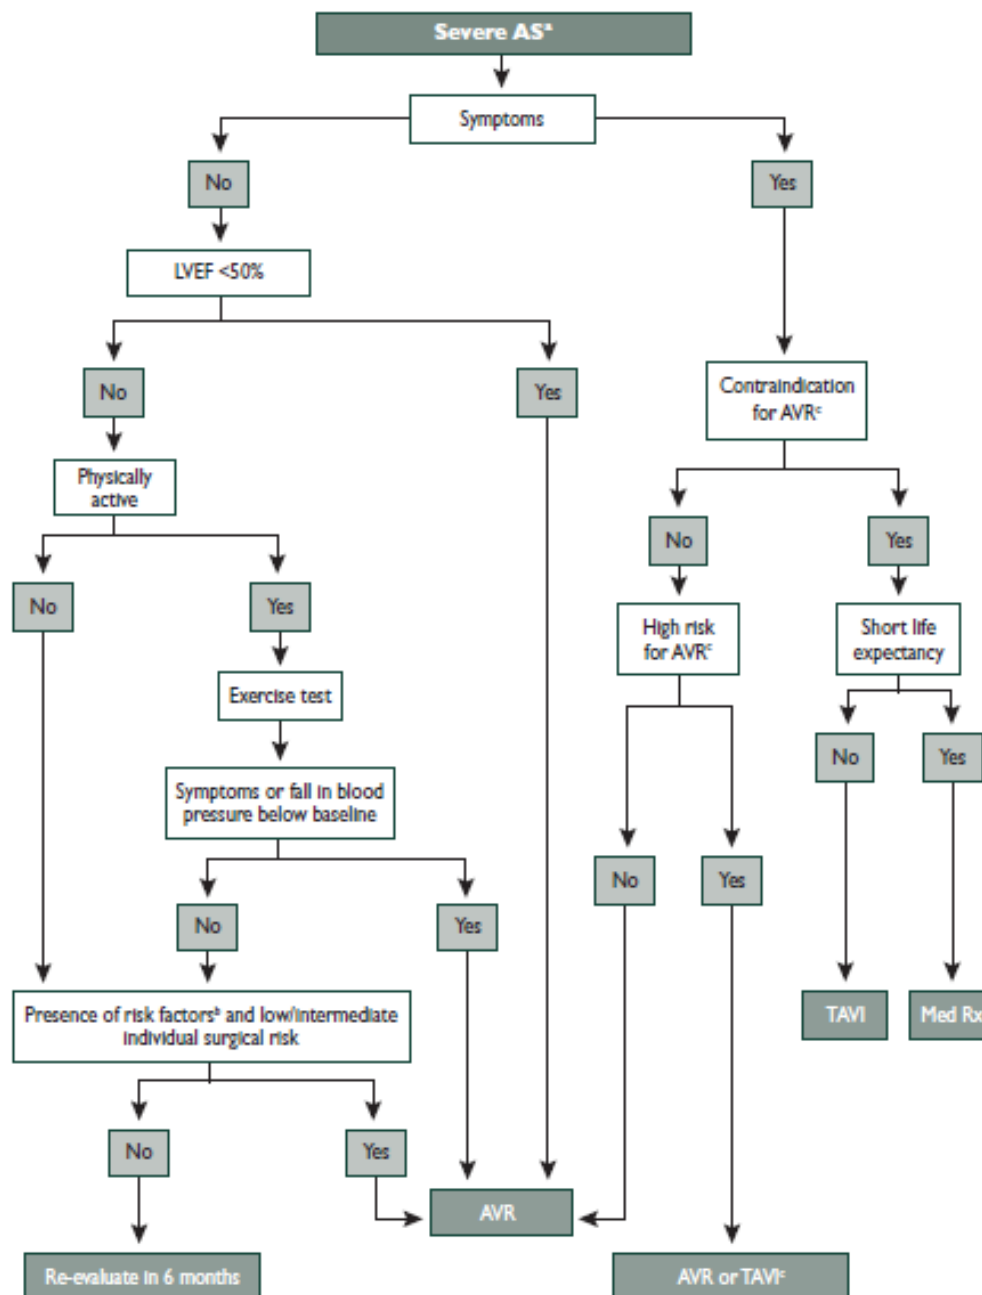 Severe ASᵃ
Symptoms
No
Yes
LVEF <50%
No
Yes
Contraindication
for AVRᶜ
Physically
active
No
Yes
No
Yes
High risk
for AVRᶜ
Short life
expectancy
Exercise test
No
Yes
Symptoms or fall in blood
pressure below baseline
No
Yes
No
Yes
Presence of risk factorsᵇ and low/intermediate
individual surgical risk
TAVI
Med Rx
No
Yes
AVR
Re-evaluate in 6 months
AVR or TAVIᶜ